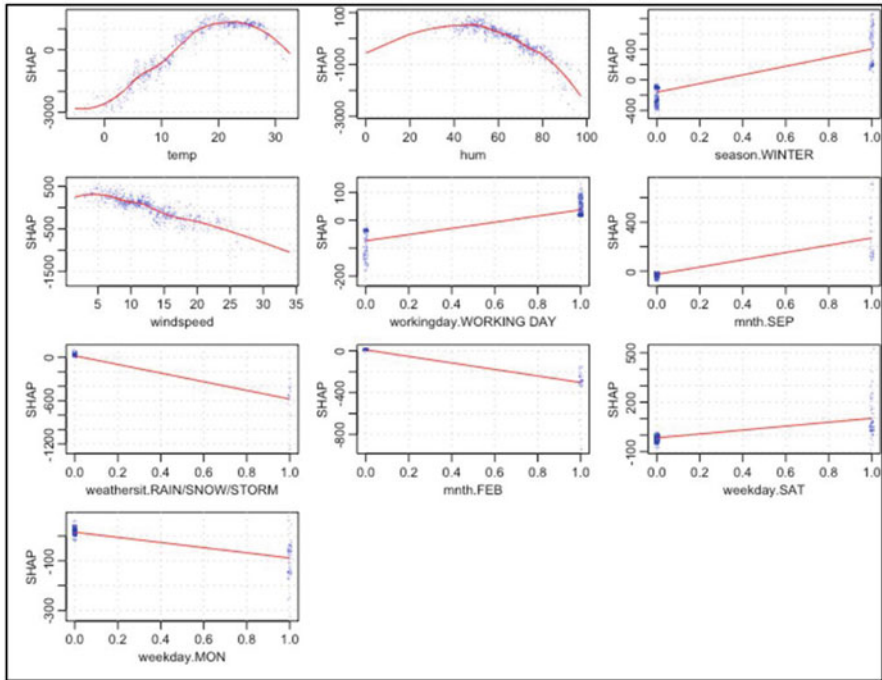 SHAP
0
-3000
0 10 20 30
temp
SHAP
-1000
-3000
0 20 40 60 80 100
hum
SHAP
400
0
-400
0.0 0.2 0.4 0.6 0.8 1.0
season.WINTER
SHAP
500
-500
-1500
5 10 15 20 25 30 35
windspeed
SHAP
100
0
0.0 0.2 0.4 0.6 0.8 1.0
workingday.WORKING DAY
SHAP
400
0
0.0 0.2 0.4 0.6 0.8 1.0
mnth.SEP
SHAP
0
-600
-1200
0.0 0.2 0.4 0.6 0.8 1.0
weathersit.RAIN/SNOW/STORM
SHAP
0
-400
-800
0.0 0.2 0.4 0.6 0.8 1.0
mnth.FEB
SHAP
500
200
-100
0.0 0.2 0.4 0.6 0.8 1.0
weekday.SAT
SHAP
-100
-300
0.0 0.2 0.4 0.6 0.8 1.0
weekday.MON